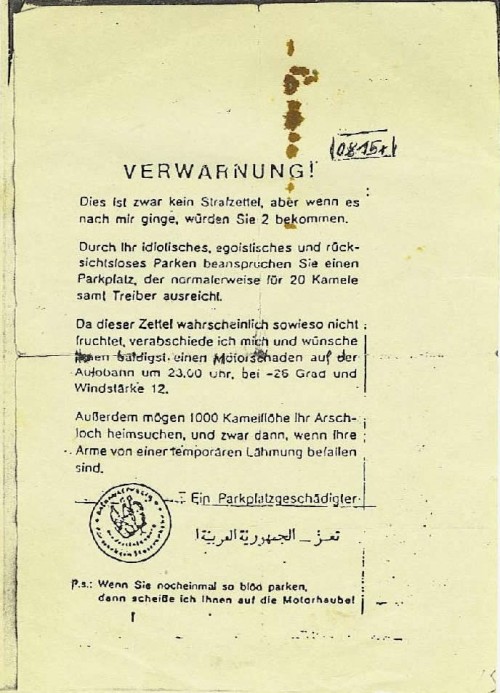 0815
VERWARNUNG!
Dies ist zwar kein Strafzettel, aber wenn es
nach mir ginge, würden Sie 2 bekommen.
Durch Ihr idiotisches, egoistisches und rück-
sichtsloses Parken beanspruchen Sie einen
Parkplatz, der normalerweise für 20 Kamele
samt Treiber ausreicht.
Da dieser Zettel wahrscheinlich sowieso nicht
fruchtet, verabschiede ich mich und wünsche
Ihnen baldigst einen Motorschaden auf der
Autobann um 23.00 Uhr, bei -26 Grad und
Windstärke 12.
Außerdem mögen 1000 Kamelflöhe Ihr Arsch-
loch heimsuchen, und zwar dann, wenn Ihre
Arme von einer temporären Lähmung befallen
sind.
Ein Parkplatzgeschädigter
تعز - الجمهورية العربية
P.s.: Wenn Sie nocheinmal so blöd parken,
dann scheiße ich Ihnen auf die Motorhaube!